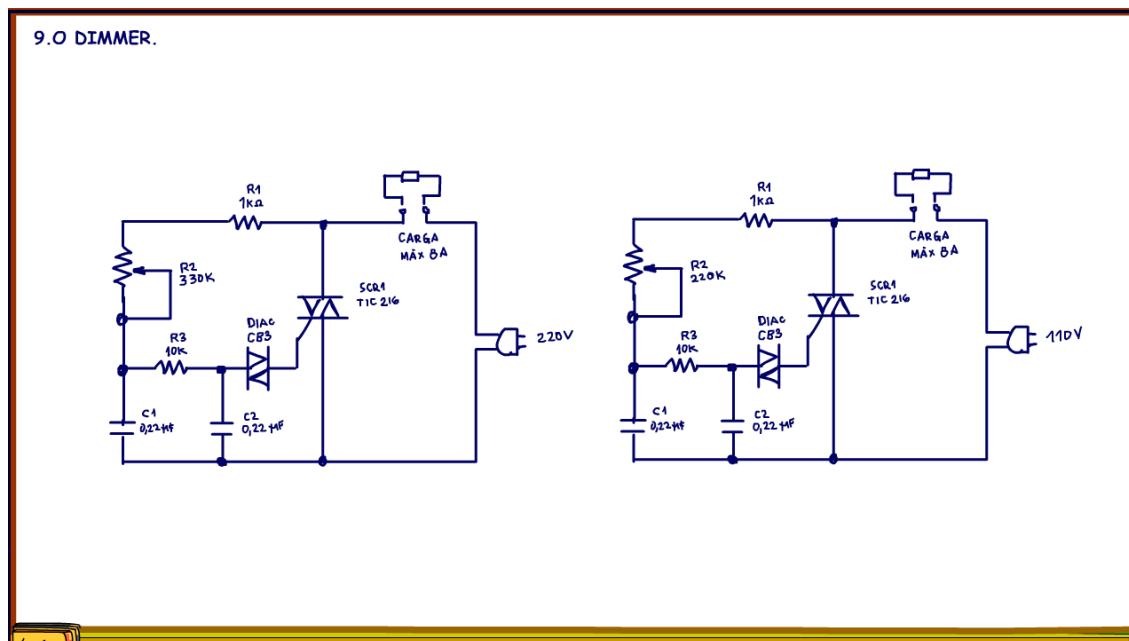 9.O DIMMER.
R1
1KΩ
CARGA
MÁX 8A
R2
330K
SCR1
TIC 216
DIAC
CB3
R3
10K
220V
C1
0,22µF
C2
0,22µF
R1
1KΩ
CARGA
MÁX 8A
R2
220K
SCR1
TIC 216
DIAC
CB3
R3
10K
110V
C1
0,22µF
C2
0,22µF